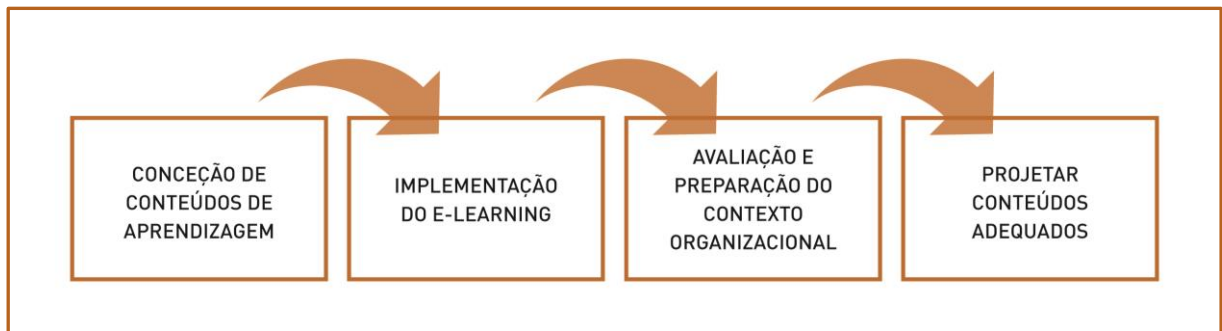 CONCEÇÃO DE
CONTEÚDOS DE
APRENDIZAGEM
IMPLEMENTAÇÃO
DO E-LEARNING
AVALIAÇÃO E
PREPARAÇÃO DO
CONTEXTO
ORGANIZACIONAL
PROJETAR
CONTEÚDOS
ADEQUADOS